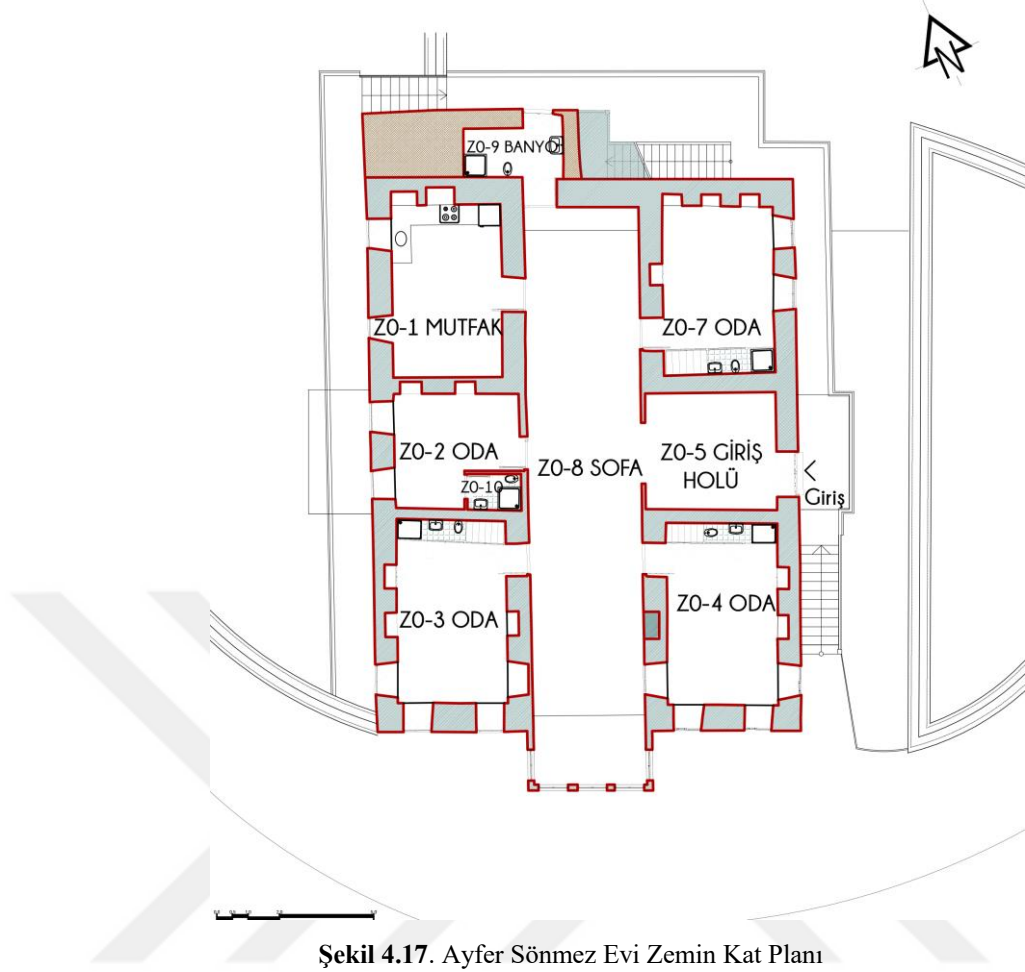 N
Z0-9 BANYO
Z0-1 MUTFAK
Z0-7 ODA
Z0-2 ODA
Z0-8 SOFA
Z0-5 GİRİŞ
HOLÜ
Giriş
Z0-10
Z0-3 ODA
Z0-4 ODA
Şekil 4.17. Ayfer Sönmez Evi Zemin Kat Planı